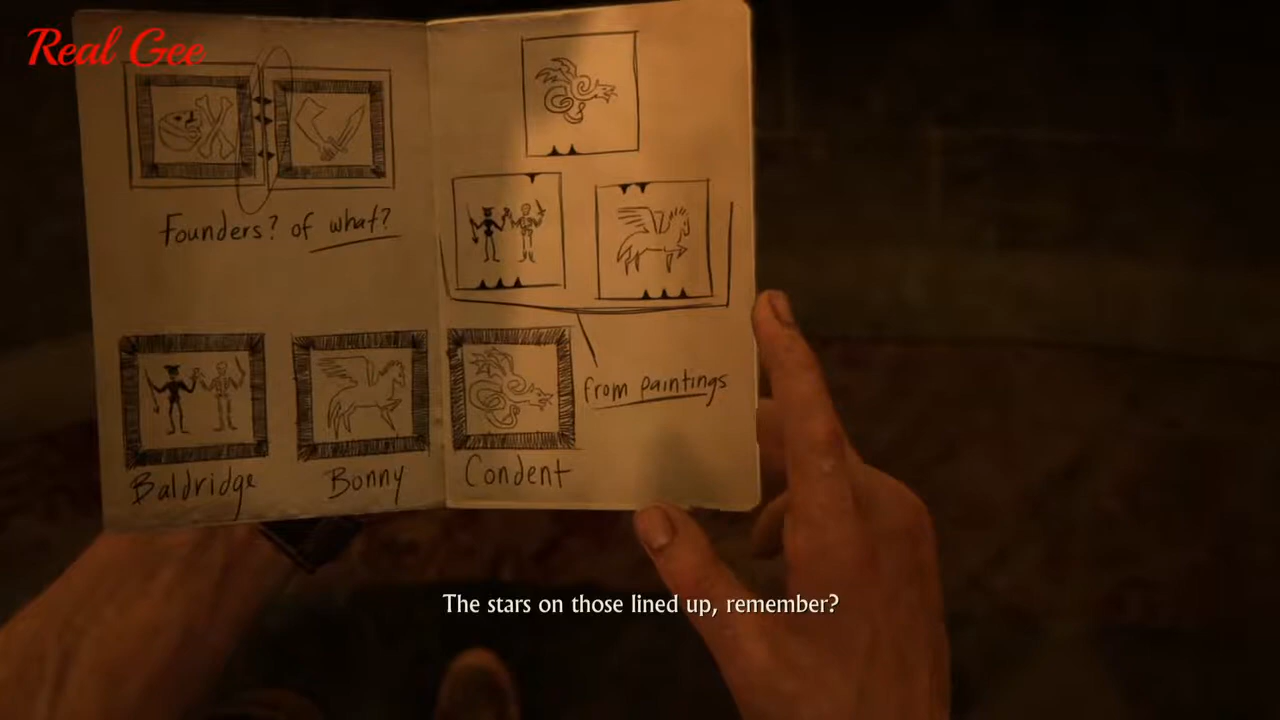 Real Gee
Founders? of what?
from paintings
Baldridge
Bonny
Condent
The stars on those lined up, remember?